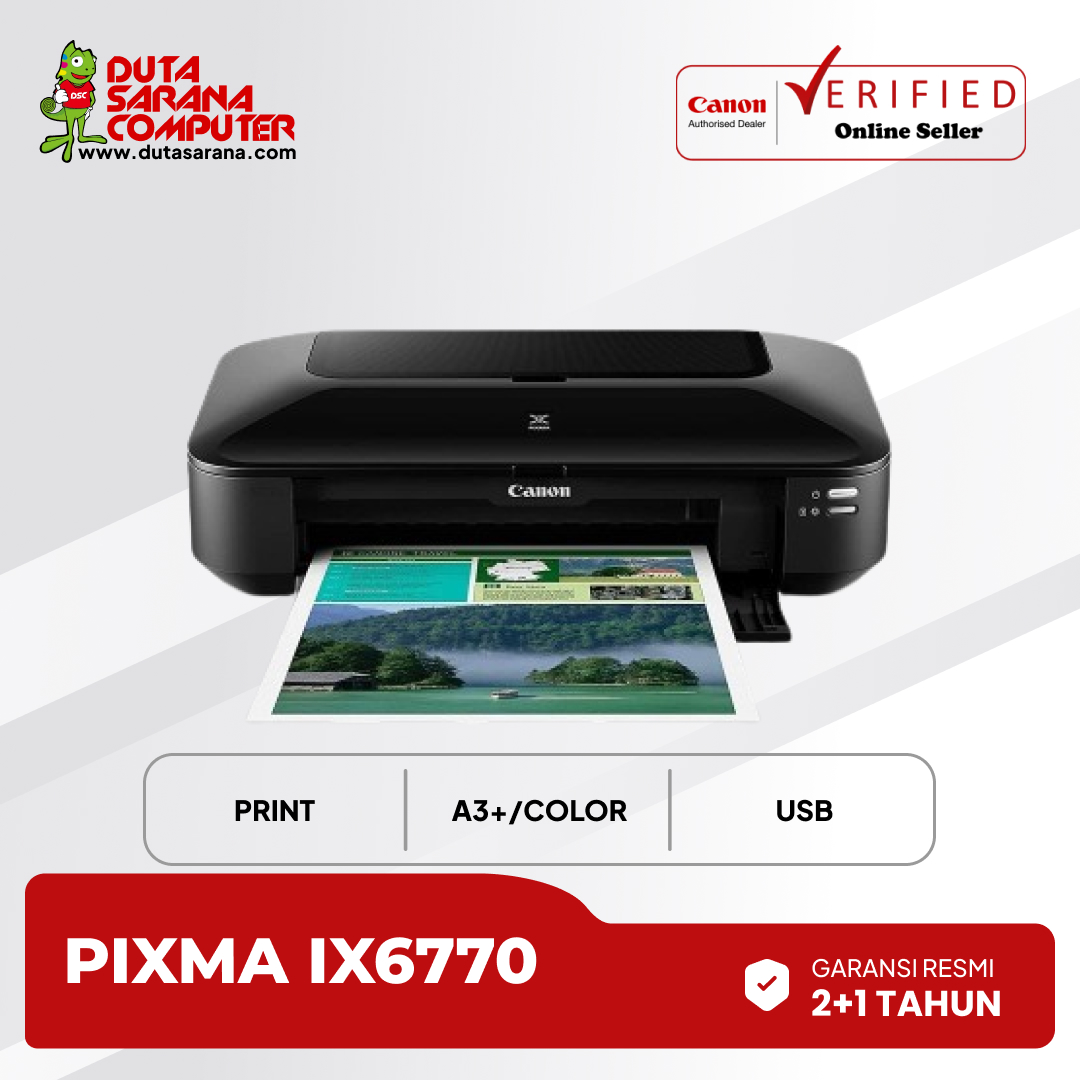 DUTA
SARANA
COMPUTER
DSC
www.dutasarana.com
Canon
Authorised Dealer
VERIFIED
Online Seller
Canon
PRINT
A3+/COLOR
USB
PIXMA IX6770
GARANSI RESMI
2+1 TAHUN